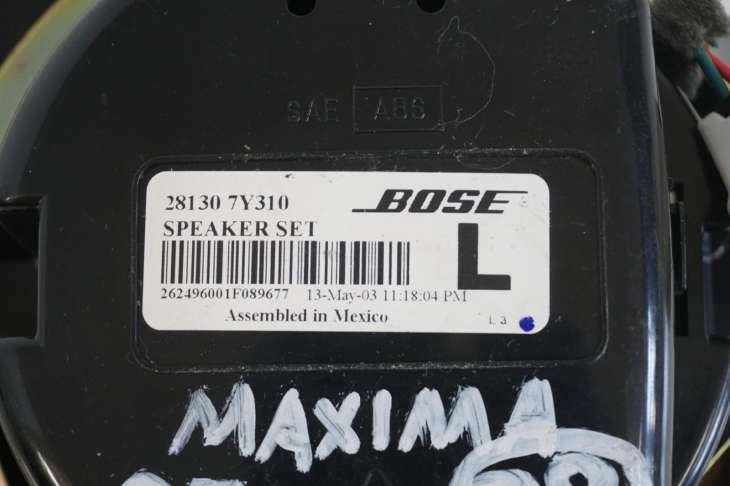 SAE ABS
28130 7Y310 BOSE
SPEAKER SET
L
262496001F089677 13-May-03 11:18:04 PM
Assembled in Mexico L 3
MAXIMA